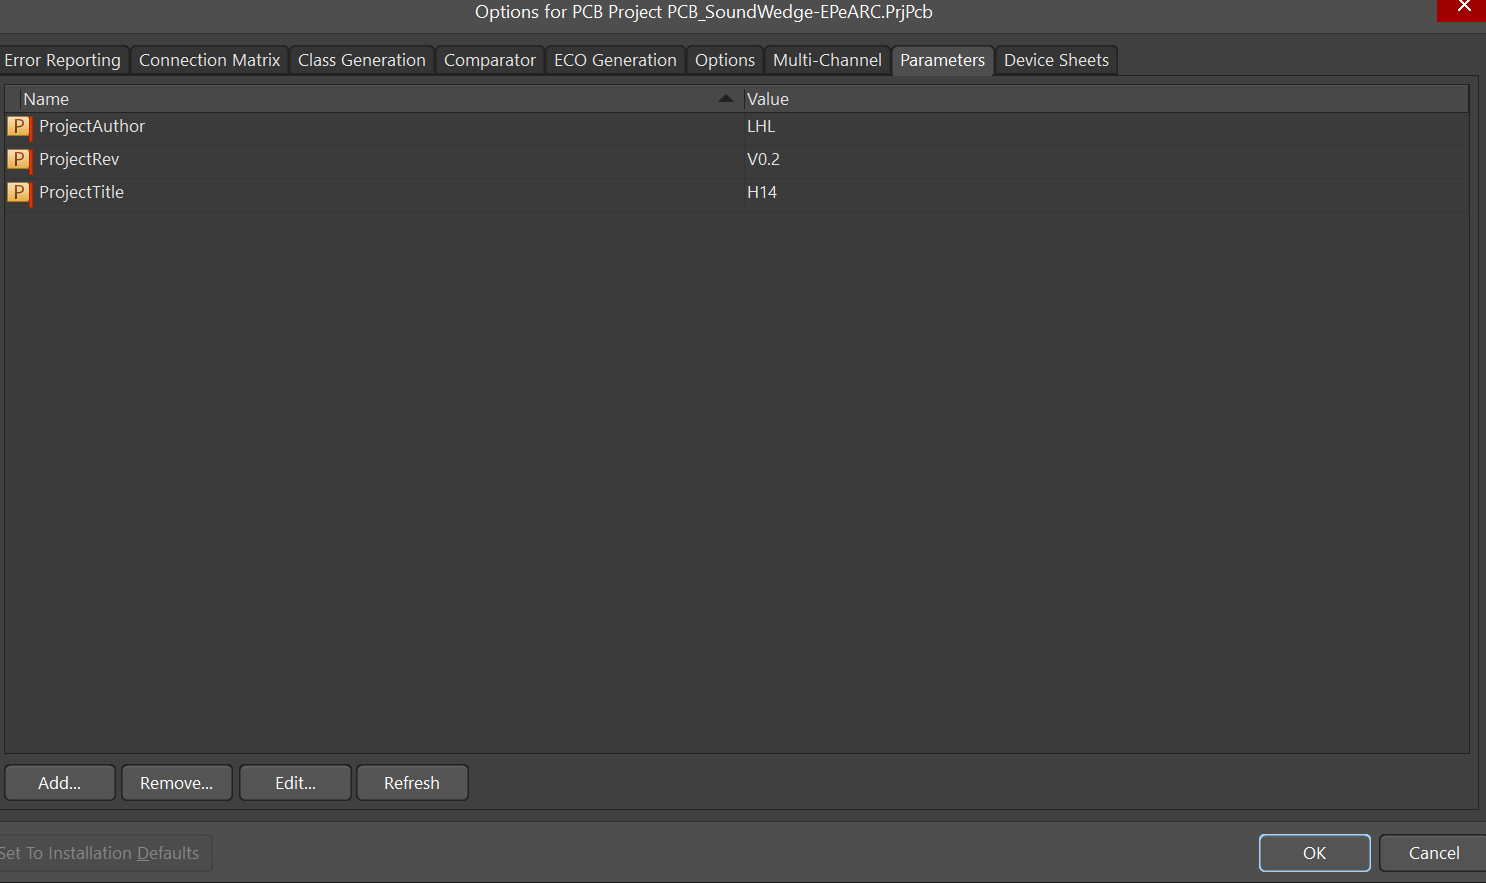 Options for PCB Project PCB_SoundWedge-EPeARC.PrjPcb
Error Reporting Connection Matrix Class Generation Comparator ECO Generation Options Multi-Channel Parameters Device Sheets
Name Value
P ProjectAuthor LHL
P ProjectRev V0.2
P ProjectTitle H14
Add... Remove... Edit... Refresh
Set To Installation Defaults OK Cancel